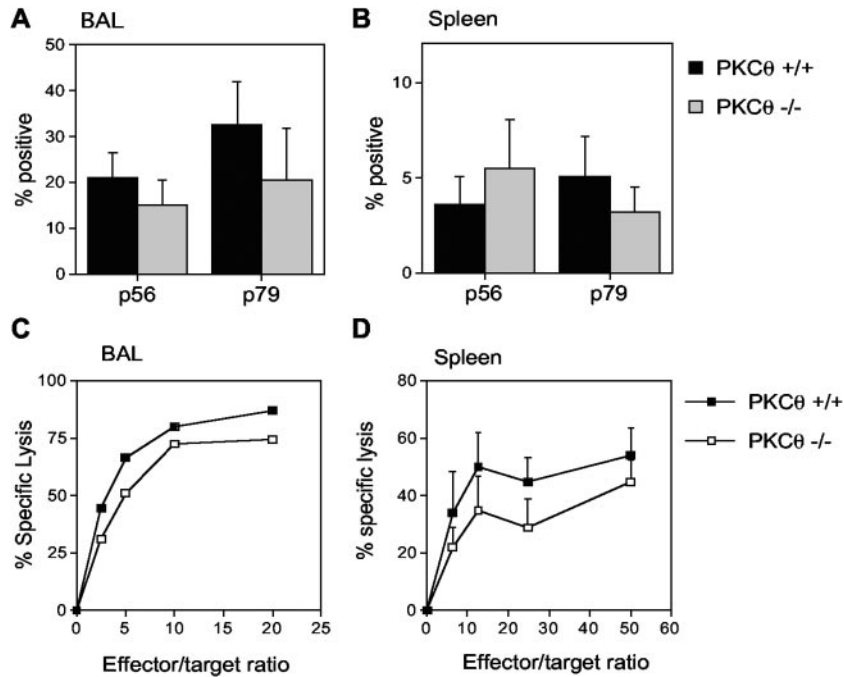 A
BAL
% positive
50
40
30
20
10
0
p56
p79
B
Spleen
% positive
10
5
0
p56
p79
PKCθ +/+
PKCθ -/-
C
BAL
% Specific Lysis
100
75
50
25
0
0 5 10 15 20 25
Effector/target ratio
D
Spleen
% specific lysis
80
60
40
20
0
0 10 20 30 40 50 60
Effector/target ratio
PKCθ +/+
PKCθ -/-